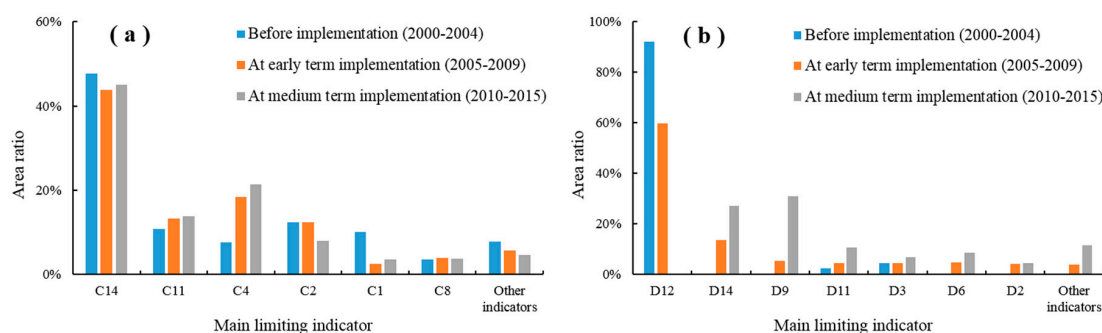 ( a )
Before implementation (2000-2004)
At early term implementation (2005-2009)
At medium term implementation (2010-2015)
60%
40%
20%
0%
Area ratio
C14 C11 C4 C2 C1 C8 Other indicators
Main limiting indicator
( b )
Before implementation (2000-2004)
At early term implementation (2005-2009)
At medium term implementation (2010-2015)
100%
80%
60%
40%
20%
0%
Area ratio
D12 D14 D9 D11 D3 D6 D2 Other indicators
Main limiting indicator